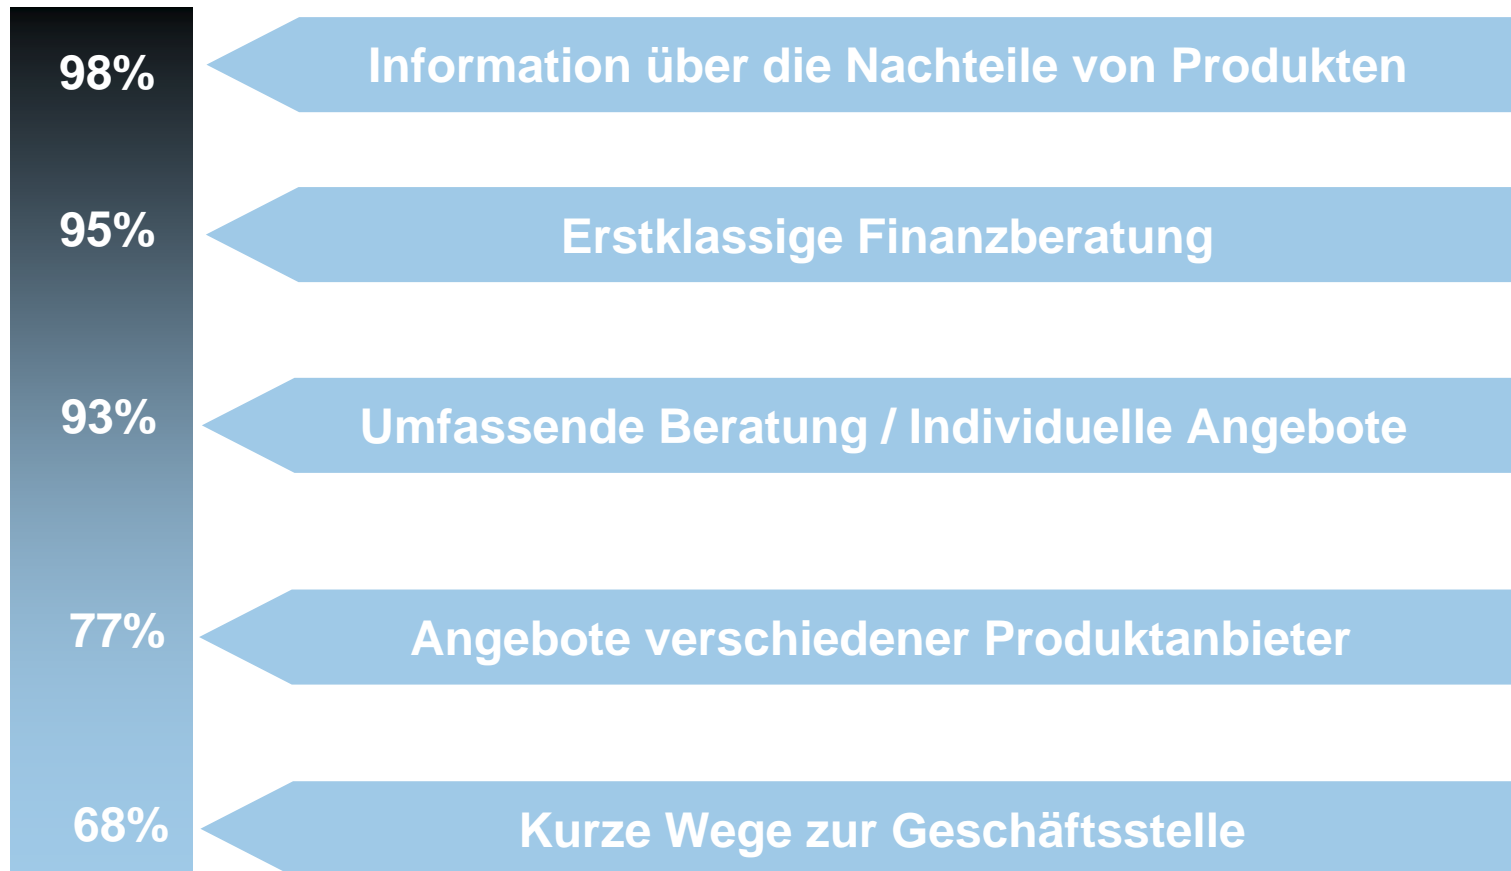 98% Information über die Nachteile von Produkten
95% Erstklassige Finanzberatung
93% Umfassende Beratung / Individuelle Angebote
77% Angebote verschiedener Produktanbieter
68% Kurze Wege zur Geschäftsstelle